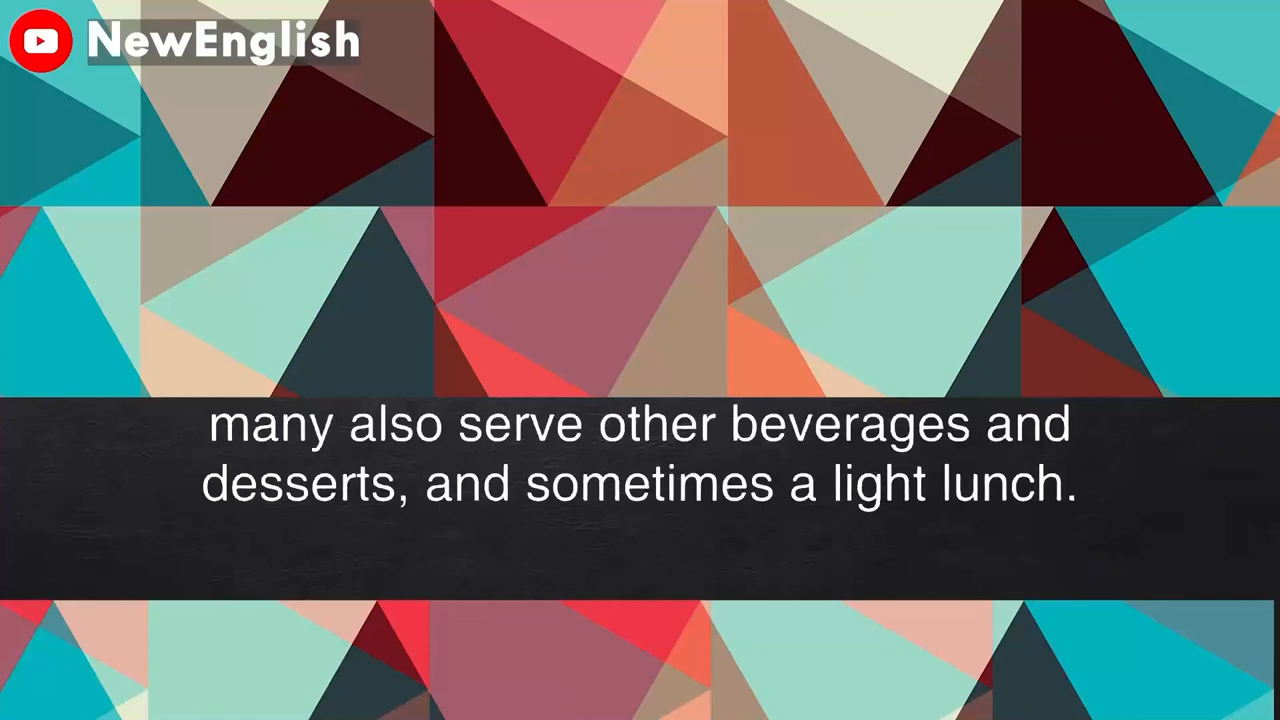 NewEnglish
many also serve other beverages and
desserts, and sometimes a light lunch.